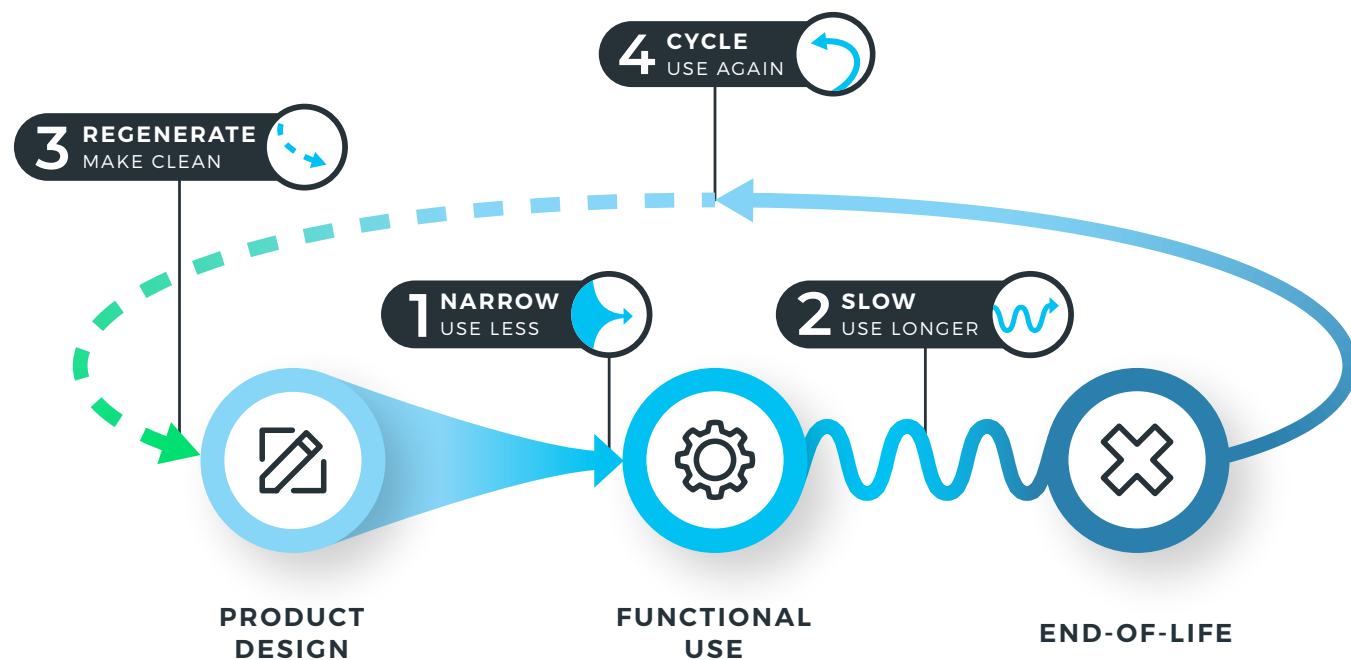 4
CYCLE
USE AGAIN
3
REGENERATE
MAKE CLEAN
1
NARROW
USE LESS
2
SLOW
USE LONGER
PRODUCT
DESIGN
FUNCTIONAL
USE
END-OF-LIFE